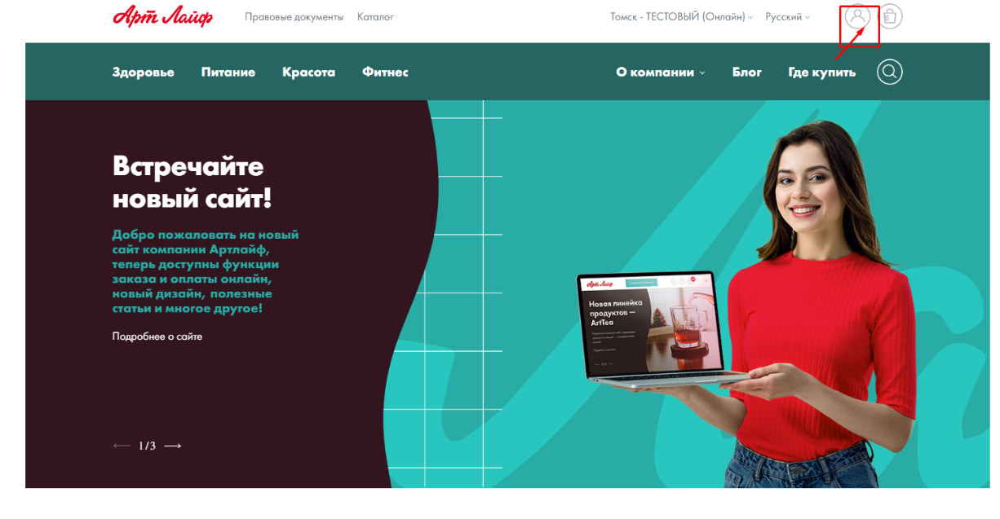 Арт Лайф
Правовые документы Каталог
Томск - ТЕСТОВЫЙ (Онлайн) Русский
Здоровье Питание Красота Фитнес
О компании Блог Где купить
Встречайте
новый сайт!
Добро пожаловать на новый
сайт компании Артлайф,
теперь доступны функции
заказа и оплаты онлайн,
новый дизайн, полезные
статьи и многое другое!
Подробнее о сайте
← 1/3 →
Арт Лайф
Новая линейка
продуктов —
ArtTea